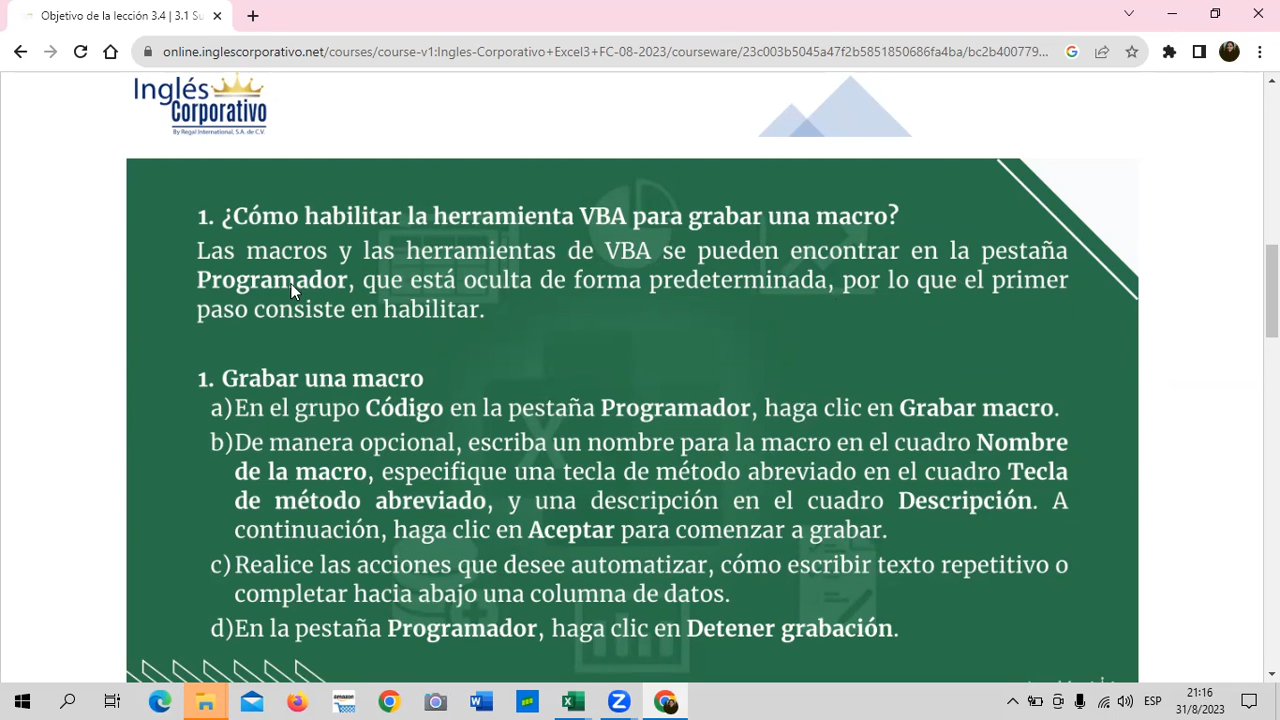 Objetivo de la lección 3.4 | 3.1 Su
online.inglescorporativo.net/courses/course-v1:Ingles-Corporativo+Excel3+FC-08-2023/courseware/23c003b5045a47f2b5851850686fa4ba/bc2b400779...
Inglés
Corporativo
By Regal International, S.A. de C.V.
1. ¿Cómo habilitar la herramienta VBA para grabar una macro?
Las macros y las herramientas de VBA se pueden encontrar en la pestaña
Programador, que está oculta de forma predeterminada, por lo que el primer
paso consiste en habilitar.
1. Grabar una macro
a) En el grupo Código en la pestaña Programador, haga clic en Grabar macro.
b) De manera opcional, escriba un nombre para la macro en el cuadro Nombre
de la macro, especifique una tecla de método abreviado en el cuadro Tecla
de método abreviado, y una descripción en el cuadro Descripción. A
continuación, haga clic en Aceptar para comenzar a grabar.
c) Realice las acciones que desee automatizar, cómo escribir texto repetitivo o
completar hacia abajo una columna de datos.
d) En la pestaña Programador, haga clic en Detener grabación.
ESP
21:16
31/8/2023